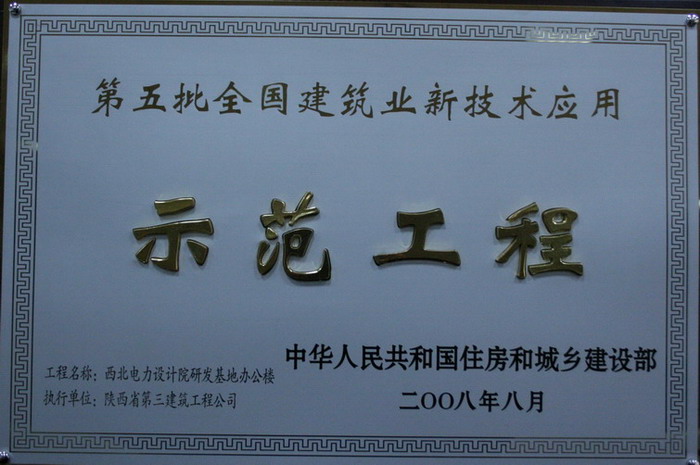 第五批全国建筑业新技术应用
示范工程
中华人民共和国住房和城乡建设部
工程名称：西北电力设计院研发基地办公楼
执行单位：陕西省第三建筑工程公司
二OO八年八月